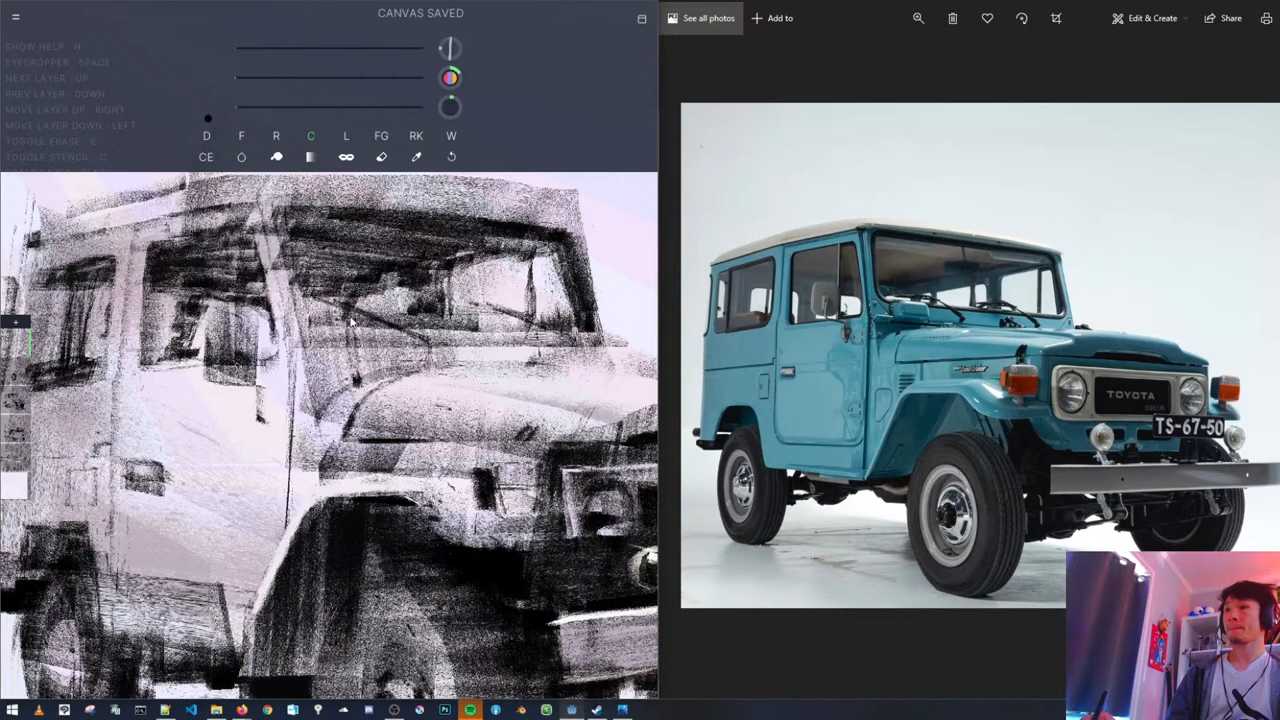 CANVAS SAVED
SHOW HELP : H
EYEDROPPER : SPACE
NEXT LAYER : UP
PREV LAYER : DOWN
MOVE LAYER UP : RIGHT
MOVE LAYER DOWN : LEFT
TOGGLE ERASE : E
TOGGLE STENCIL : C
D F R C L FG RK W
CE
See all photos
Add to
Edit & Create
Share
TOYOTA
TS-67-50
Ps